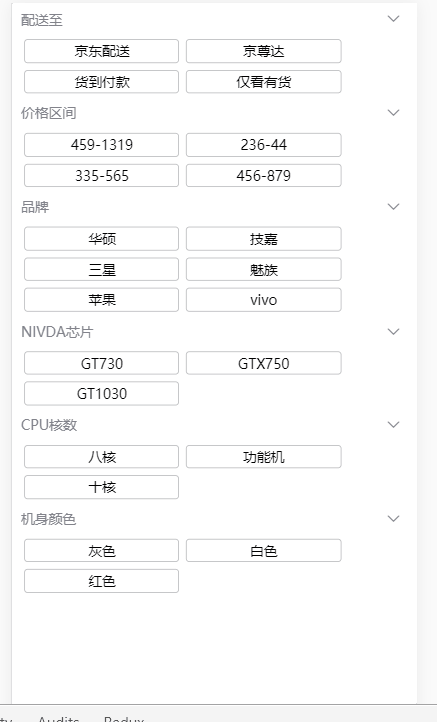 配送至
京东配送 京尊达
货到付款 仅看有货
价格区间
459-1319 236-44
335-565 456-879
品牌
华硕 技嘉
三星 魅族
苹果 vivo
NIVDA芯片
GT730 GTX750
GT1030
CPU核数
八核 功能机
十核
机身颜色
灰色 白色
红色
ty Audits Redux